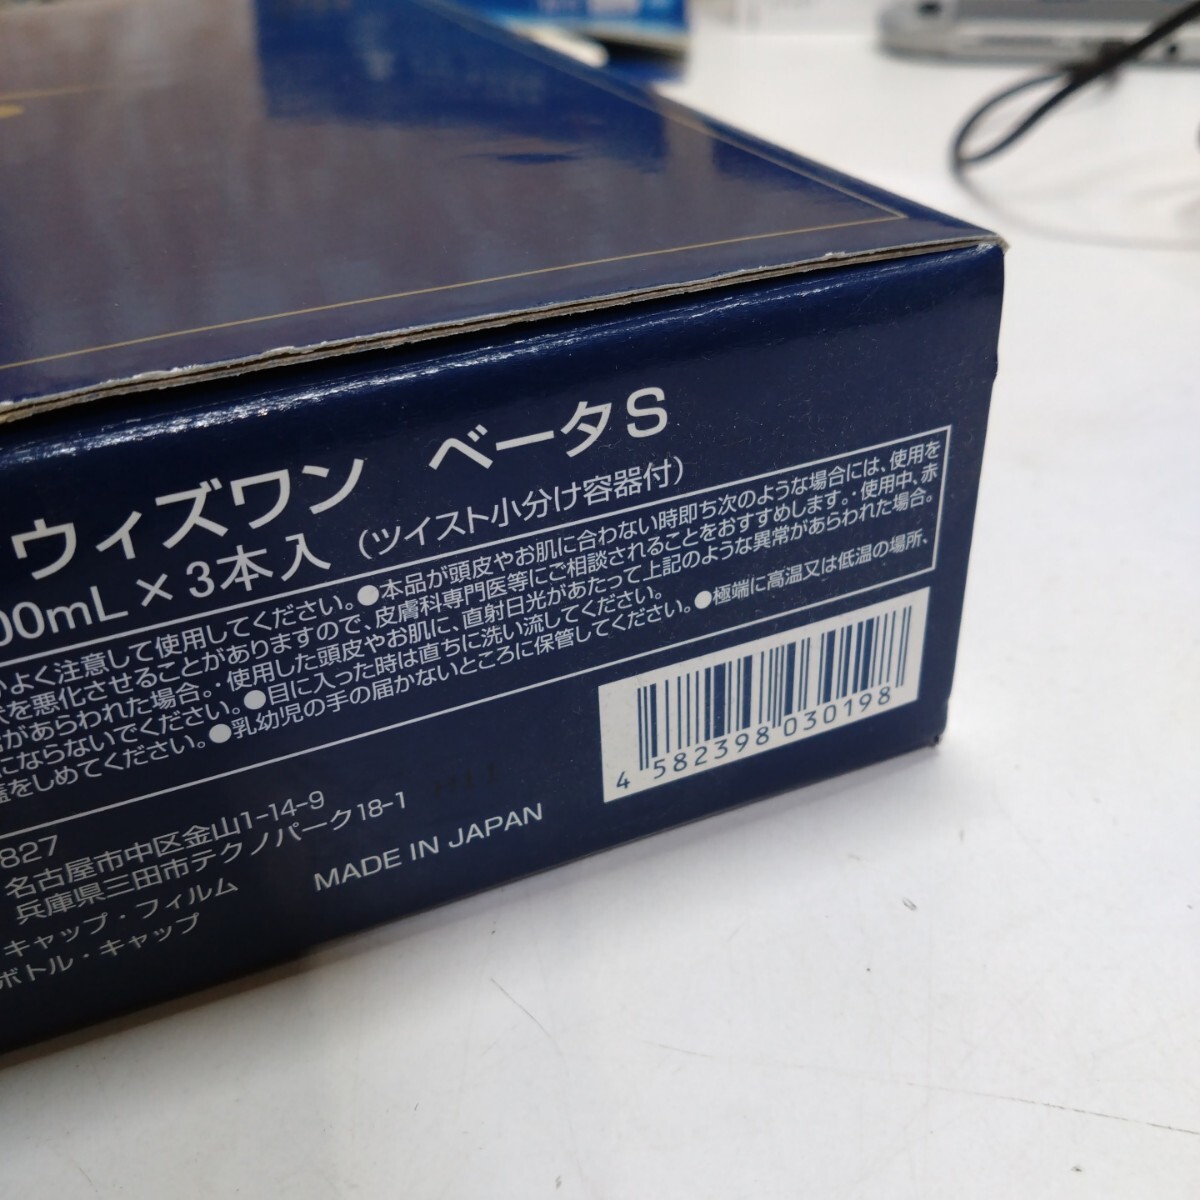 ウィズワン ベータS
00mL×3本入(ツイスト小分け容器付)
よく注意して使用してください。●本品が頭皮やお肌に合わない時即ち次のような場合には、使用を
を悪化させることがありますので、皮膚科専門医等にご相談されることをおすすめします。・使用中、赤
があらわれた場合。・使用した頭皮やお肌に、直射日光があたって上記のような異常があらわれた場合。
にならないでください。●目に入った時は直ちに洗い流してください。
をしめてください。●乳幼児の手の届かないところに保管してください。●極端に高温又は低温の場所、
827
名古屋市中区金山1-14-9
兵庫県三田市テクノパーク18-1
キャップ・フィルム
ボトル・キャップ
MADE IN JAPAN
4 582398 030198